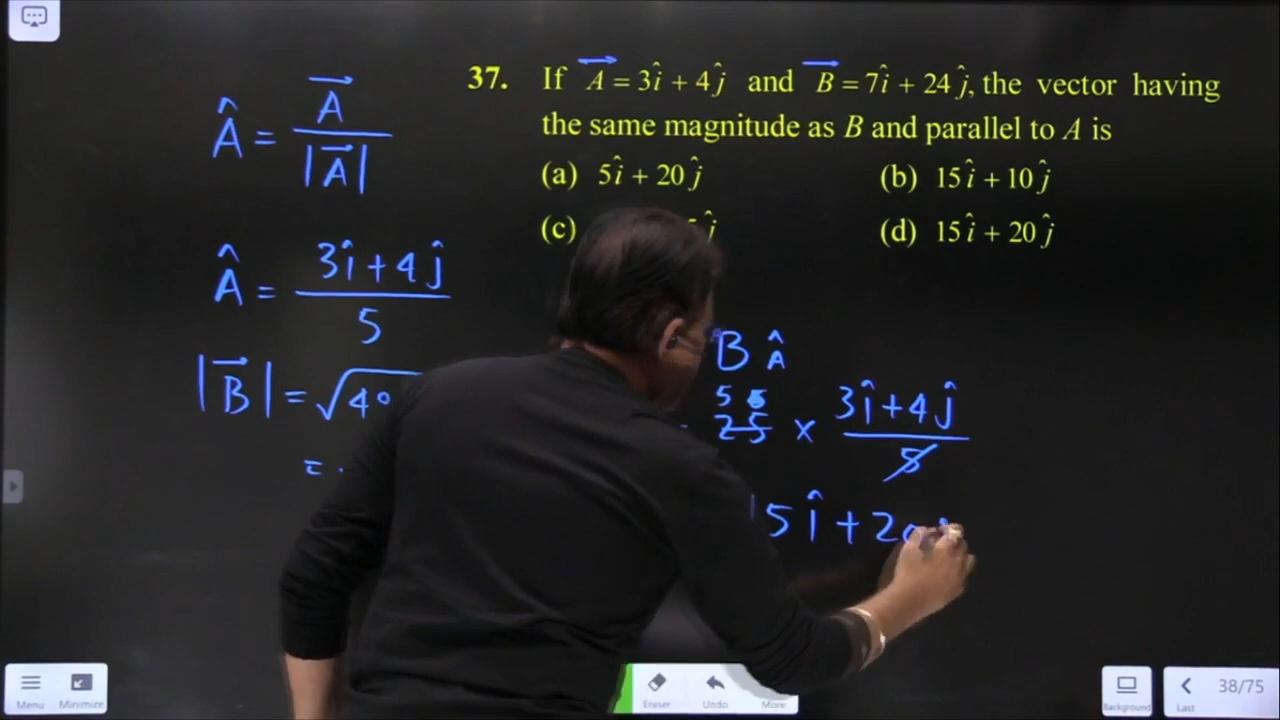 37. If A = 3î + 4ĵ and B = 7î + 24ĵ, the vector having
the same magnitude as B and parallel to A is
(a) 5î + 20ĵ (b) 15î + 10ĵ
(c) ĵ (d) 15î + 20ĵ
Â = A / |A|
Â = 3î + 4ĵ / 5
|B| = √
=
B Â
5
25 × 3î + 4ĵ / 5
15î + 20
Menu
Minimize
Eraser
Undo
More
Background
Last
38/75